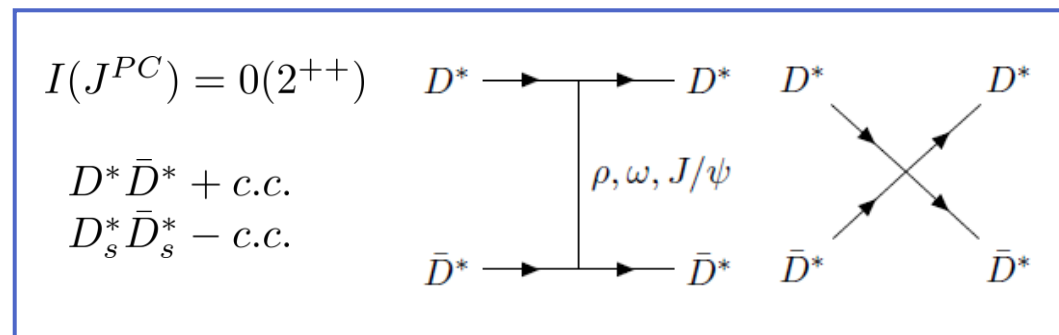 I(J^{PC}) = 0(2^{++})
D^* \bar{D}^* + c.c.
D_s^* \bar{D}_s^* − c.c.
D^* D^*
ρ, ω, J/ψ
\bar{D}^* \bar{D}^*
D^* D^*
\bar{D}^* \bar{D}^*